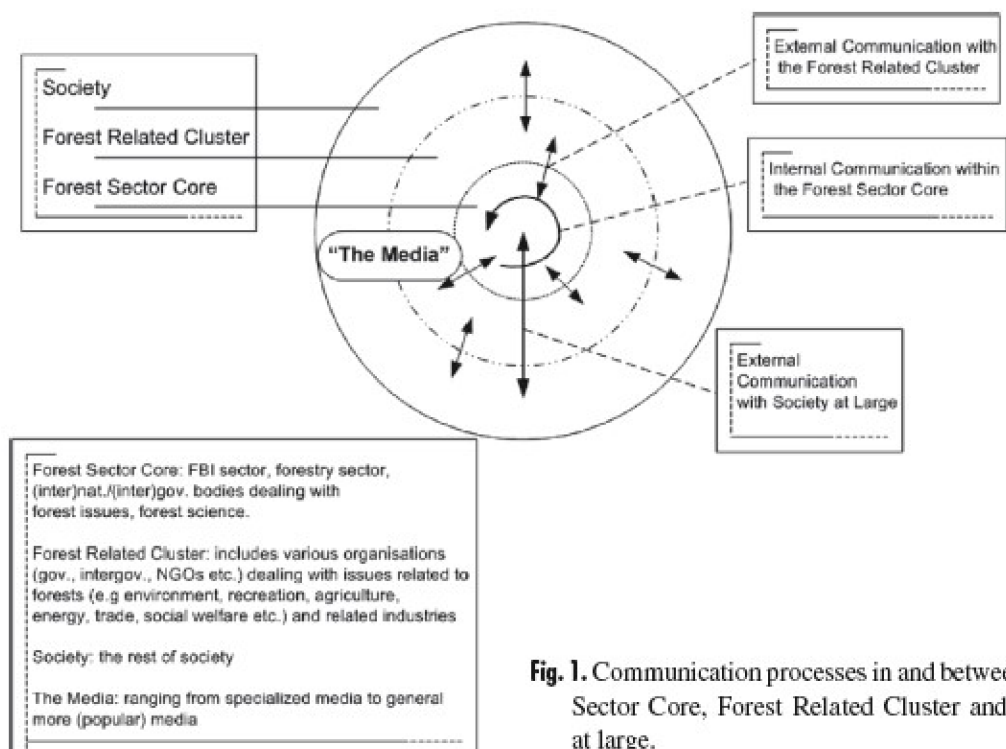 Society
Forest Related Cluster
Forest Sector Core
"The Media"
External Communication with
the Forest Related Cluster
Internal Communication within
the Forest Sector Core
External
Communication
with Society at Large
Forest Sector Core: FBI sector, forestry sector,
(inter)nat./(inter)gov. bodies dealing with
forest issues, forest science.
Forest Related Cluster: includes various organisations
(gov., intergov., NGOs etc.) dealing with issues related to
forests (e.g environment, recreation, agriculture,
energy, trade, social welfare etc.) and related industries
Society: the rest of society
The Media: ranging from specialized media to general
more (popular) media
Fig. 1. Communication processes in and betwee
Sector Core, Forest Related Cluster and
at large.